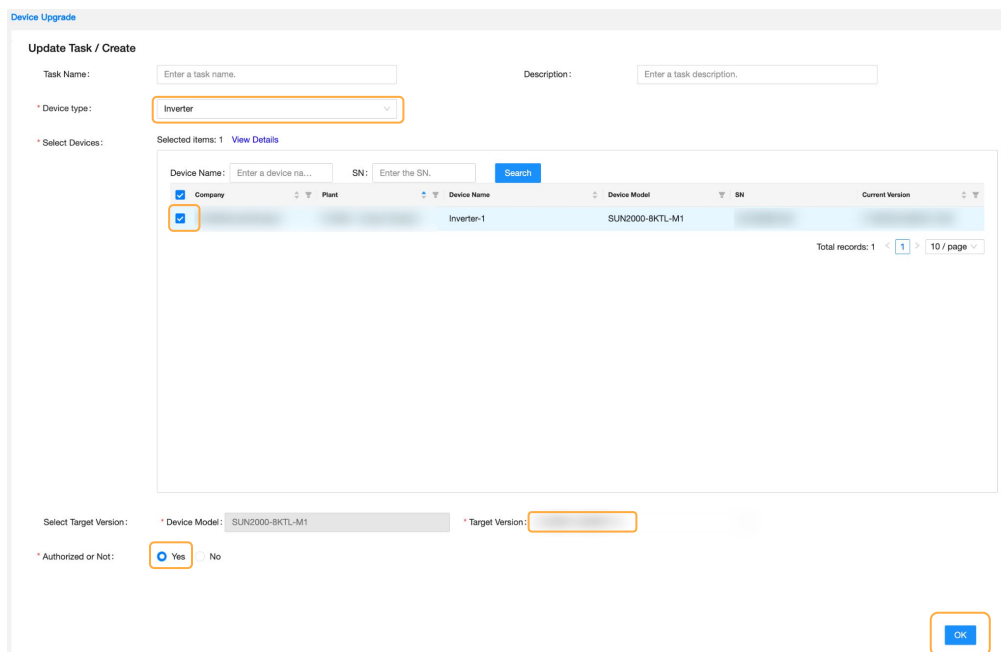 Device Upgrade
Update Task / Create
Task Name: Enter a task name. Description: Enter a task description.
* Device type: Inverter
* Select Devices: Selected items: 1 View Details
Device Name: Enter a device na... SN: Enter the SN. Search
Company Plant Device Name Device Model SN Current Version
Inverter-1 SUN2000-8KTL-M1
Total records: 1 < 1 > 10 / page
Select Target Version: * Device Model: SUN2000-8KTL-M1 * Target Version:
* Authorized or Not: Yes No
OK